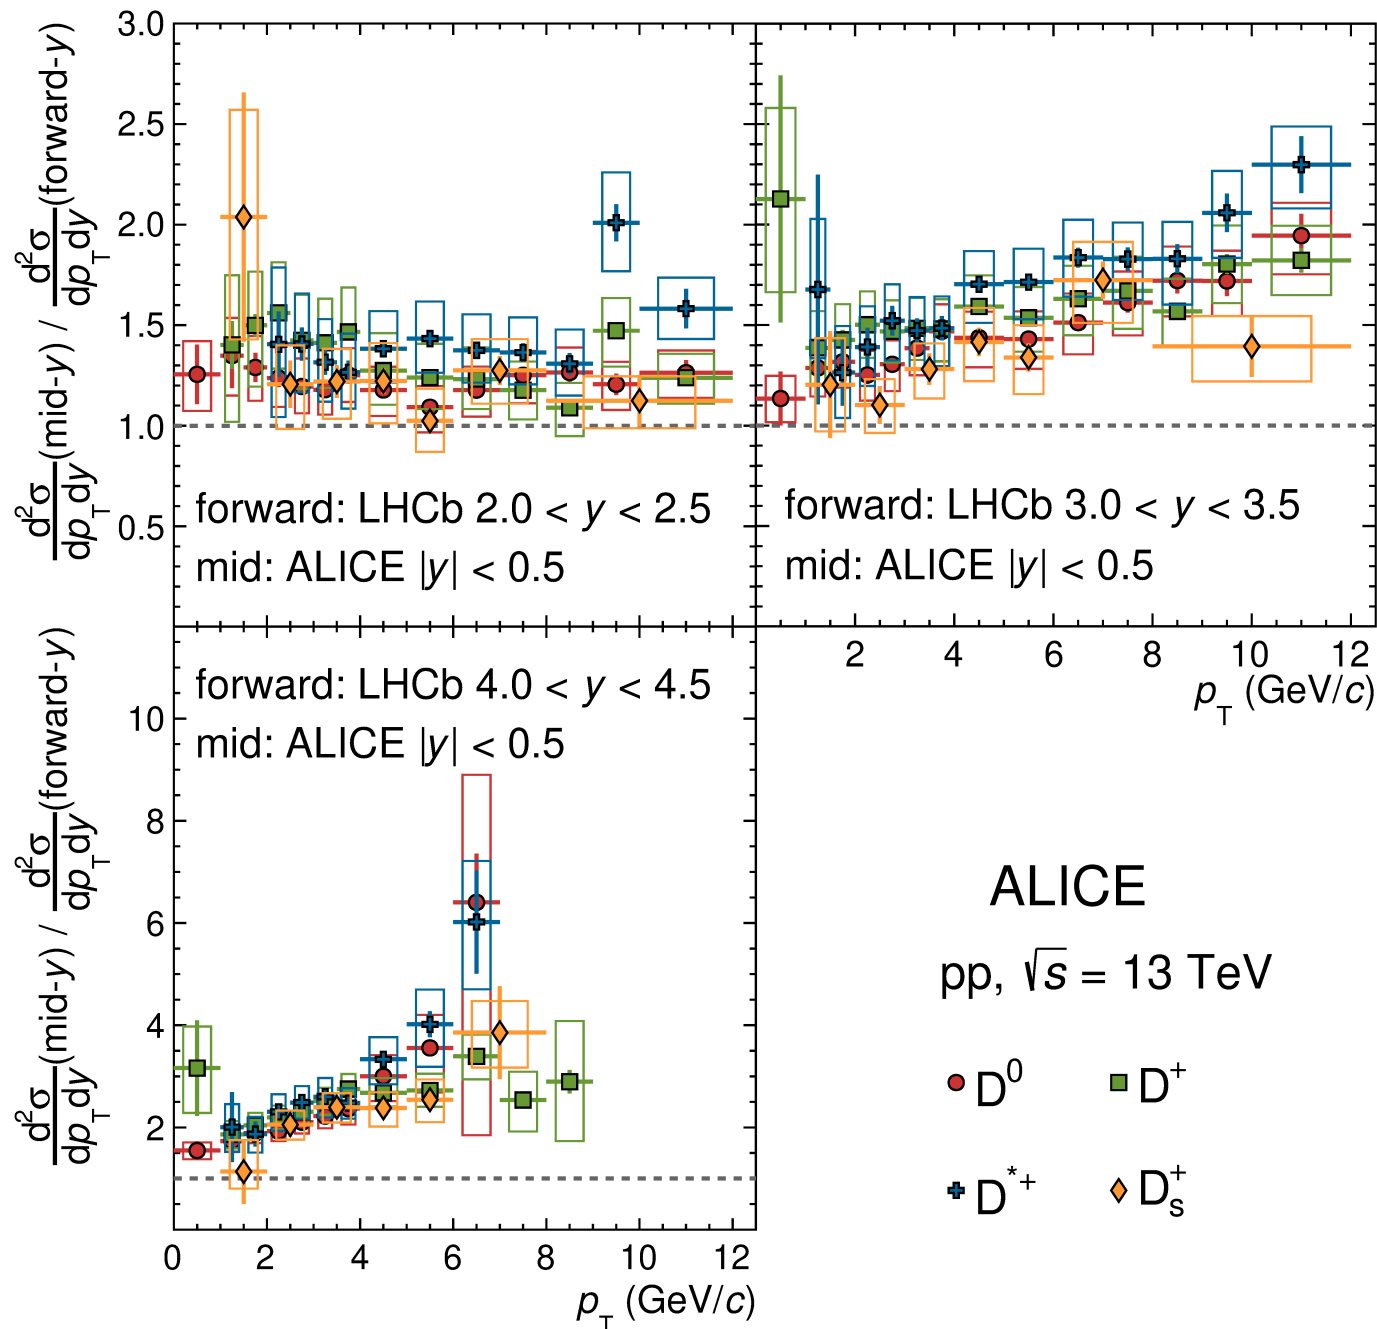 d²σ/dp_T dy (mid-y) / d²σ/dp_T dy (forward-y)
3.0
2.5
2.0
1.5
1.0
0.5
forward: LHCb 2.0 < y < 2.5
mid: ALICE |y| < 0.5
forward: LHCb 3.0 < y < 3.5
mid: ALICE |y| < 0.5
2 4 6 8 10 12
p_T (GeV/c)
d²σ/dp_T dy (mid-y) / d²σ/dp_T dy (forward-y)
10
8
6
4
2
forward: LHCb 4.0 < y < 4.5
mid: ALICE |y| < 0.5
0 2 4 6 8 10 12
p_T (GeV/c)
ALICE
pp, √s = 13 TeV
D⁰ D⁺
D*⁺ D_s⁺